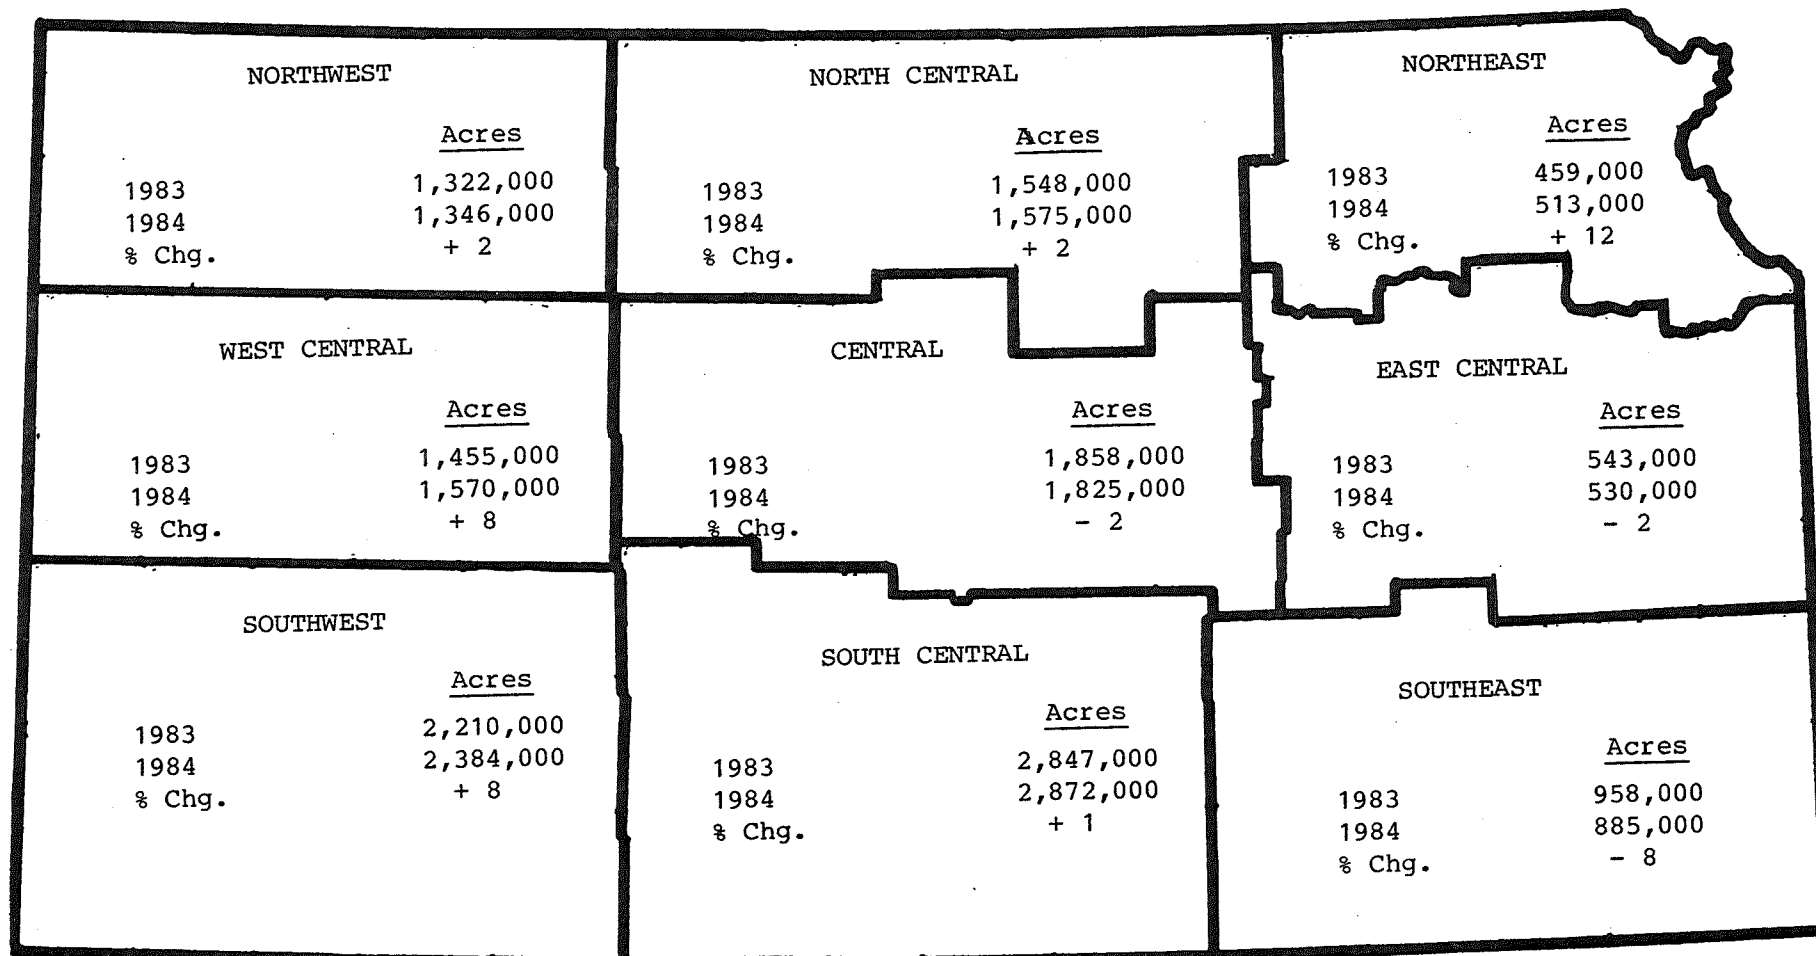 NORTHWEST
Acres
1983 1,322,000
1984 1,346,000
% Chg. + 2
NORTH CENTRAL
Acres
1983 1,548,000
1984 1,575,000
% Chg. + 2
NORTHEAST
Acres
1983 459,000
1984 513,000
% Chg. + 12
WEST CENTRAL
Acres
1983 1,455,000
1984 1,570,000
% Chg. + 8
CENTRAL
Acres
1983 1,858,000
1984 1,825,000
% Chg. - 2
EAST CENTRAL
Acres
1983 543,000
1984 530,000
% Chg. - 2
SOUTHWEST
Acres
1983 2,210,000
1984 2,384,000
% Chg. + 8
SOUTH CENTRAL
Acres
1983 2,847,000
1984 2,872,000
% Chg. + 1
SOUTHEAST
Acres
1983 958,000
1984 885,000
% Chg. - 8